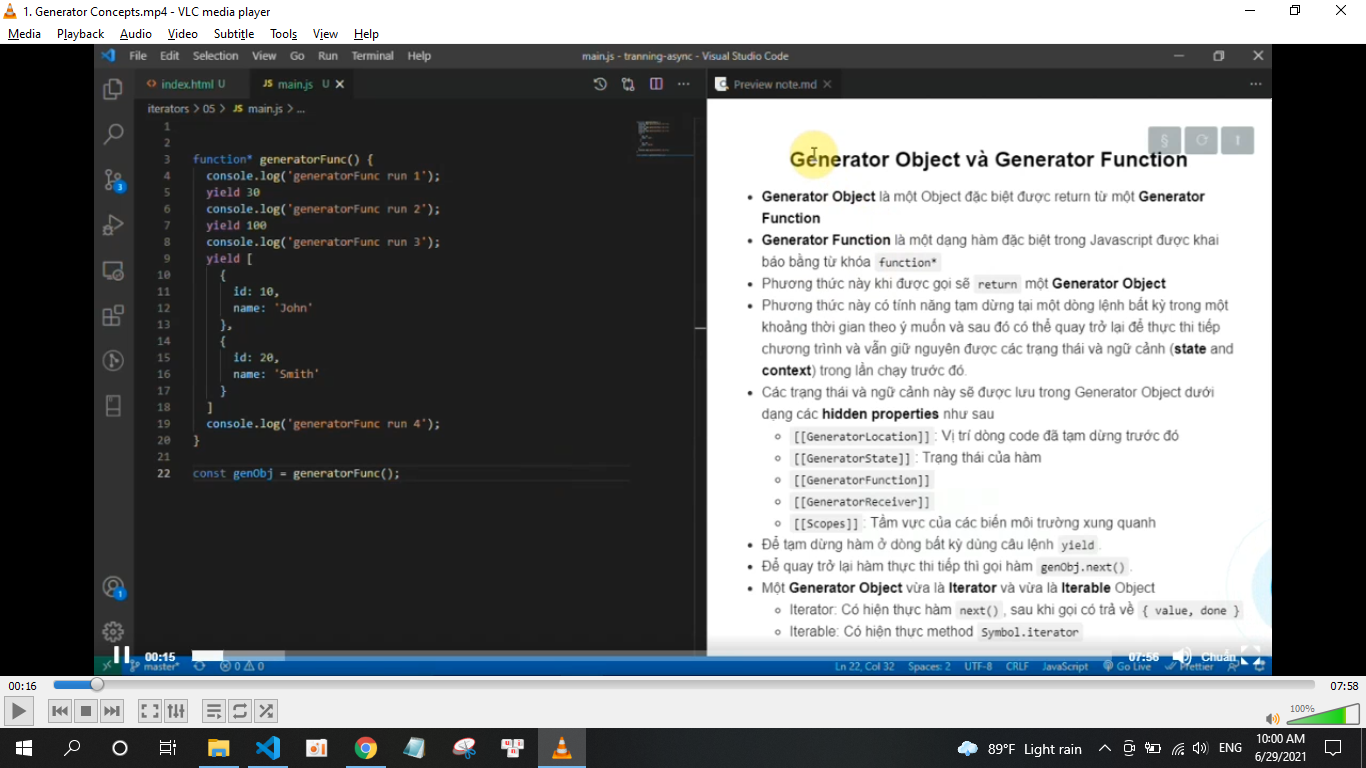 1. Generator Concepts.mp4 - VLC media player
Media Playback Audio Video Subtitle Tools View Help
File Edit Selection View Go Run Terminal Help
main.js - tranning-async - Visual Studio Code
index.html U
JS main.js U
Preview note.md
iterators > 05 > JS main.js > ...
1
2
3 function* generatorFunc() {
4 console.log('generatorFunc run 1');
5 yield 30
6 console.log('generatorFunc run 2');
7 yield 100
8 console.log('generatorFunc run 3');
9 yield [
10 {
11 id: 10,
12 name: 'John'
13 },
14 {
15 id: 20,
16 name: 'Smith'
17 }
18 ]
19 console.log('generatorFunc run 4');
20 }
21
22 const genObj = generatorFunc();
3
1
Generator Object và Generator Function
• Generator Object là một Object đặc biệt được return từ một Generator
Function
• Generator Function là một dạng hàm đặc biệt trong Javascript được khai
báo bằng từ khóa function*
• Phương thức này khi được gọi sẽ return một Generator Object
• Phương thức này có tính năng tạm dừng tại một dòng lệnh bất kỳ trong một
khoảng thời gian theo ý muốn và sau đó có thể quay trở lại để thực thi tiếp
chương trình và vẫn giữ nguyên được các trạng thái và ngữ cảnh (state and
context) trong lần chạy trước đó.
• Các trạng thái và ngữ cảnh này sẽ được lưu trong Generator Object dưới
dạng các hidden properties như sau
◦ [[GeneratorLocation]] : Vị trí dòng code đã tạm dừng trước đó
◦ [[GeneratorState]] : Trạng thái của hàm
◦ [[GeneratorFunction]]
◦ [[GeneratorReceiver]]
◦ [[Scopes]] : Tầm vực của các biến môi trường xung quanh
• Để tạm dừng hàm ở dòng bất kỳ dùng câu lệnh yield.
• Để quay trở lại hàm thực thi tiếp thì gọi hàm genObj.next().
• Một Generator Object vừa là Iterator và vừa là Iterable Object
◦ Iterator: Có hiện thực hàm next(), sau khi gọi có trả về { value, done }
◦ Iterable: Có hiện thực method Symbol.iterator
00:15
07:56
Chuẩn
master* 0 0
Ln 22, Col 32 Spaces: 2 UTF-8 CRLF JavaScript Go Live Prettier
00:16
07:58
100%
89°F Light rain
ENG
10:00 AM
6/29/2021